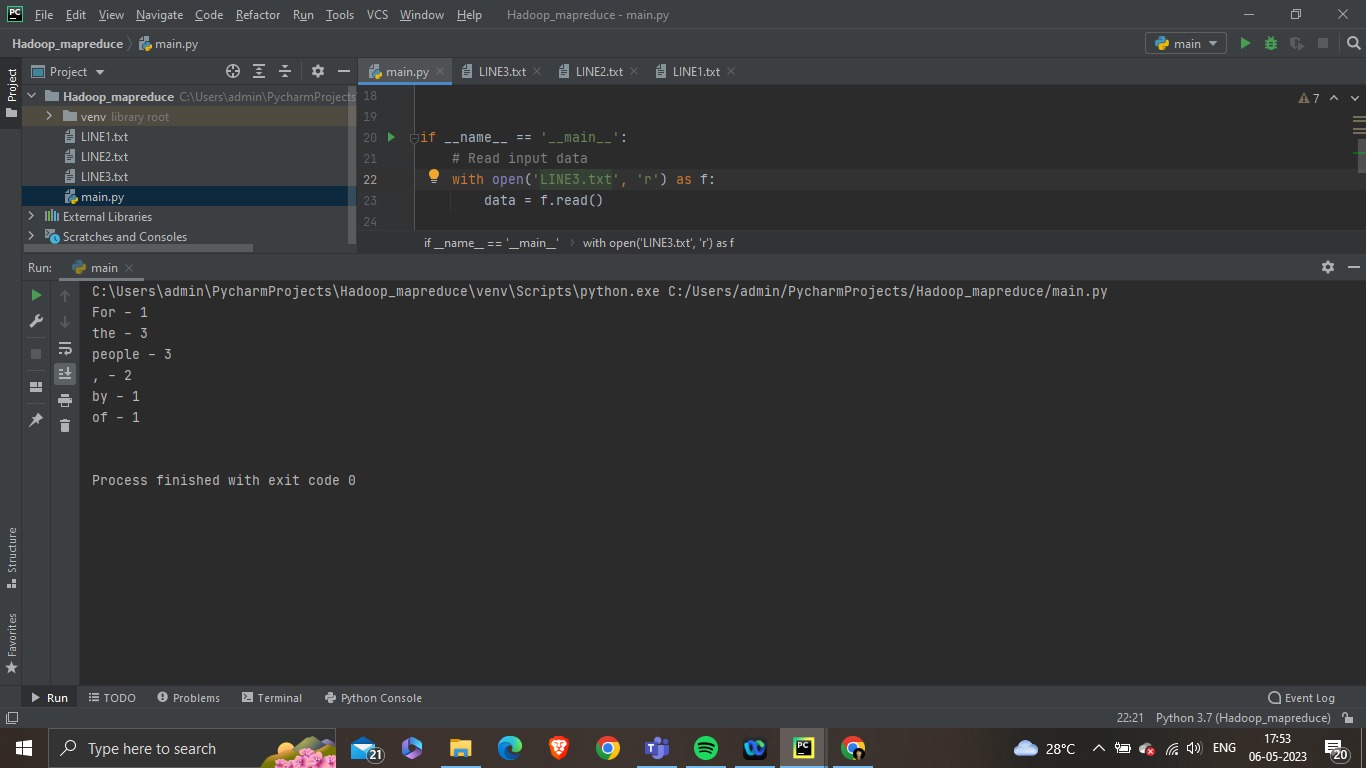 File Edit View Navigate Code Refactor Run Tools VCS Window Help Hadoop_mapreduce - main.py
Hadoop_mapreduce main.py main
Project Project main.py LINE3.txt LINE2.txt LINE1.txt
Hadoop_mapreduce C:\Users\admin\PycharmProjects
venv library root
LINE1.txt
LINE2.txt
LINE3.txt
main.py
External Libraries
Scratches and Consoles
18 7
19
20 if __name__ == '__main__':
21 # Read input data
22 with open('LINE3.txt', 'r') as f:
23 data = f.read()
24
if __name__ == '__main__' with open('LINE3.txt', 'r') as f
Run: main
C:\Users\admin\PycharmProjects\Hadoop_mapreduce\venv\Scripts\python.exe C:/Users/admin/PycharmProjects/Hadoop_mapreduce/main.py
For - 1
the - 3
people - 3
, - 2
by - 1
of - 1
Process finished with exit code 0
Structure
Favorites
Run TODO Problems Terminal Python Console Event Log
22:21 Python 3.7 (Hadoop_mapreduce)
Type here to search 21 28°C ENG 17:53
06-05-2023 20